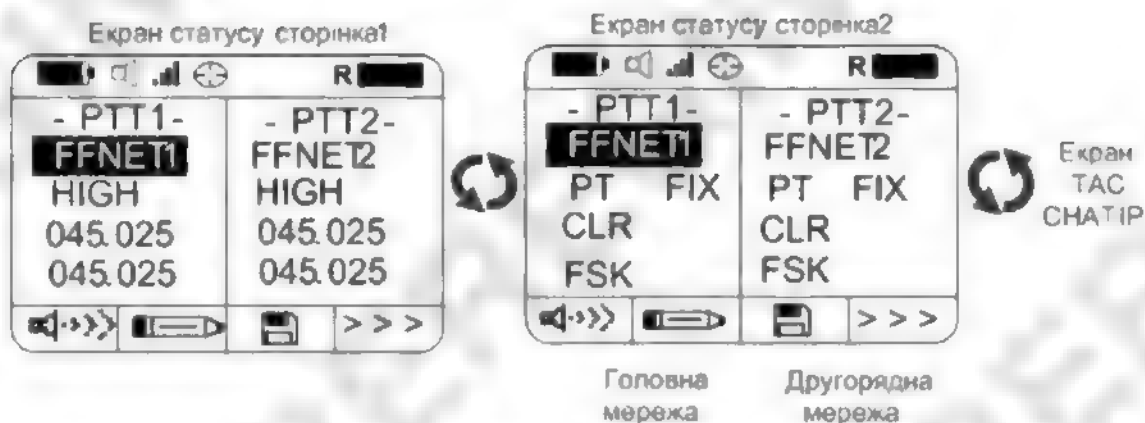 Екран статусу сторінка1
R
- PTT1-
- PTT2-
FFNET1
FFNET2
HIGH
HIGH
045.025
045.025
045.025
045.025
> > >
Екран статусу сторінка2
R
- PTT1-
- PTT2-
FFNET1
FFNET2
PT FIX
PT FIX
CLR
CLR
FSK
FSK
> > >
Головна
мережа
Другорядна
мережа
Екран
TAC
CHATIP